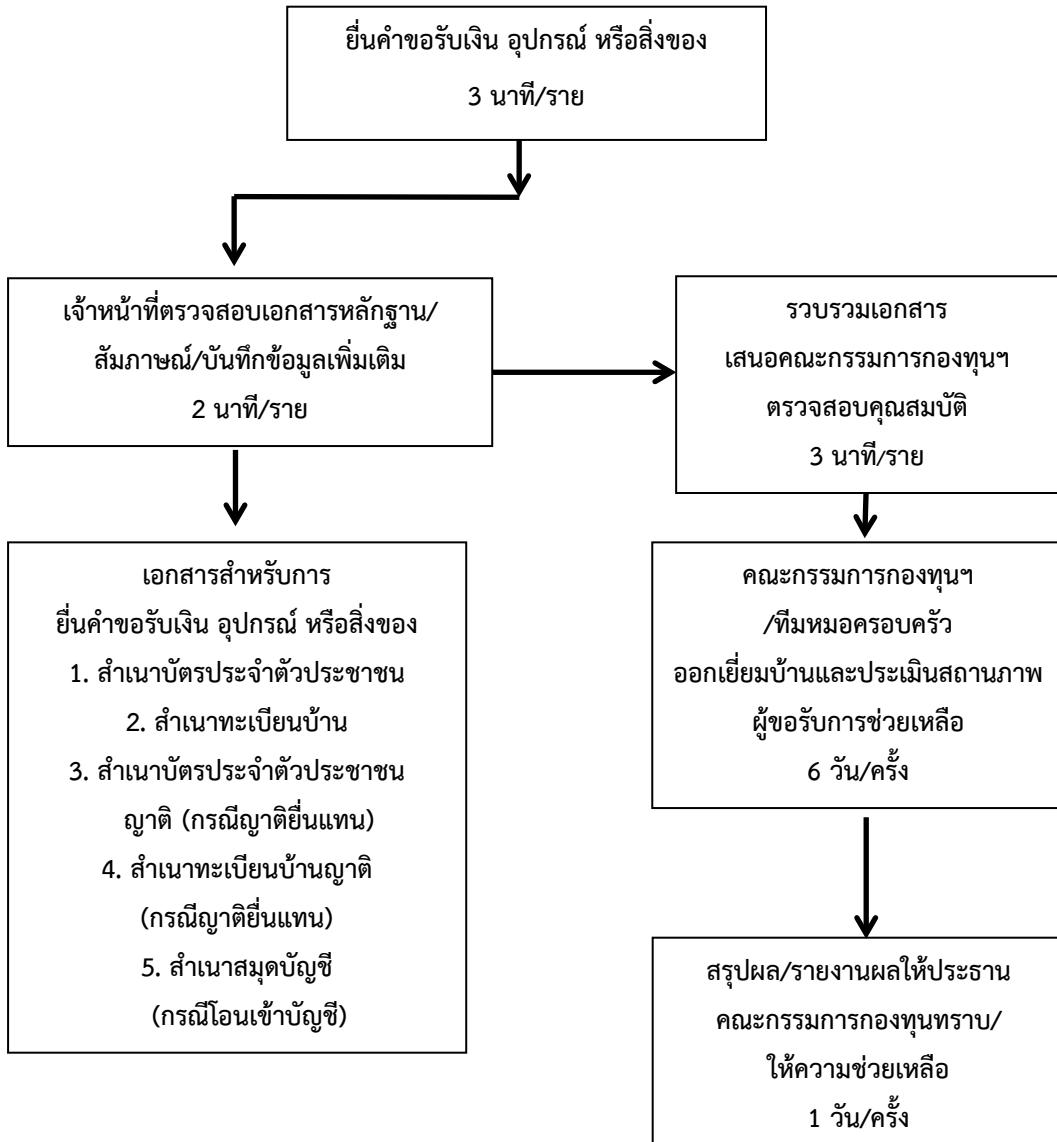 ยื่นคำขอรับเงิน อุปกรณ์ หรือสิ่งของ
3 นาที/ราย
เจ้าหน้าที่ตรวจสอบเอกสารหลักฐาน/
สัมภาษณ์/บันทึกข้อมูลเพิ่มเติม
2 นาที/ราย
รวบรวมเอกสาร
เสนอคณะกรรมการกองทุนฯ
ตรวจสอบคุณสมบัติ
3 นาที/ราย
เอกสารสำหรับการ
ยื่นคำขอรับเงิน อุปกรณ์ หรือสิ่งของ
1. สำเนาบัตรประจำตัวประชาชน
2. สำเนาทะเบียนบ้าน
3. สำเนาบัตรประจำตัวประชาชน
ญาติ (กรณีญาติยื่นแทน)
4. สำเนาทะเบียนบ้านญาติ
(กรณีญาติยื่นแทน)
5. สำเนาสมุดบัญชี
(กรณีโอนเข้าบัญชี)
คณะกรรมการกองทุนฯ
/ทีมหมอครอบครัว
ออกเยี่ยมบ้านและประเมินสถานภาพ
ผู้ขอรับการช่วยเหลือ
6 วัน/ครั้ง
สรุปผล/รายงานผลให้ประธาน
คณะกรรมการกองทุนทราบ/
ให้ความช่วยเหลือ
1 วัน/ครั้ง